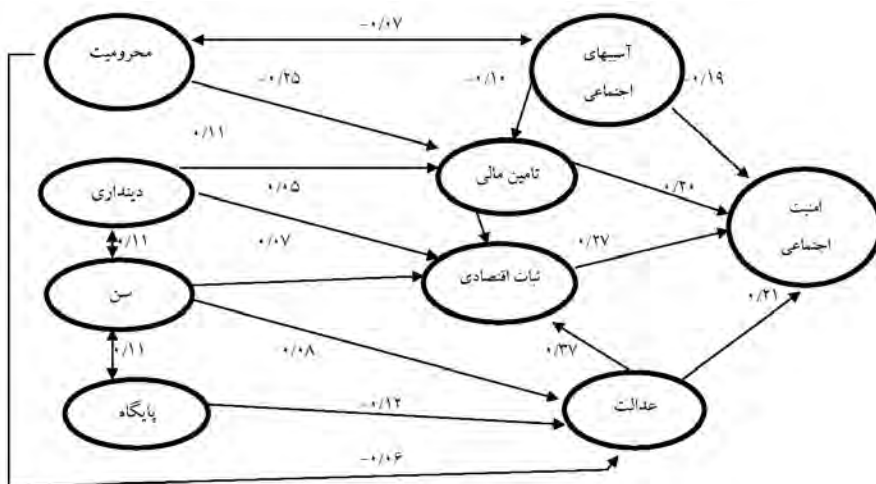 -۰/۰۷
محرومیت
آسیبهای
اجتماعی
-۰/۲۵
-۰/۱۰
-۰/۱۹
۰/۱۱
تامین مالی
دینداری
۰/۰۵
۰/۲۰
امنیت
اجتماعی
۰/۱۱
۰/۰۷
ثبات اقتصادی
۰/۲۷
سن
۰/۲۱
۰/۱۱
۰/۰۸
۰/۳۷
پایگاه
-۰/۱۲
عدالت
-۰/۰۶